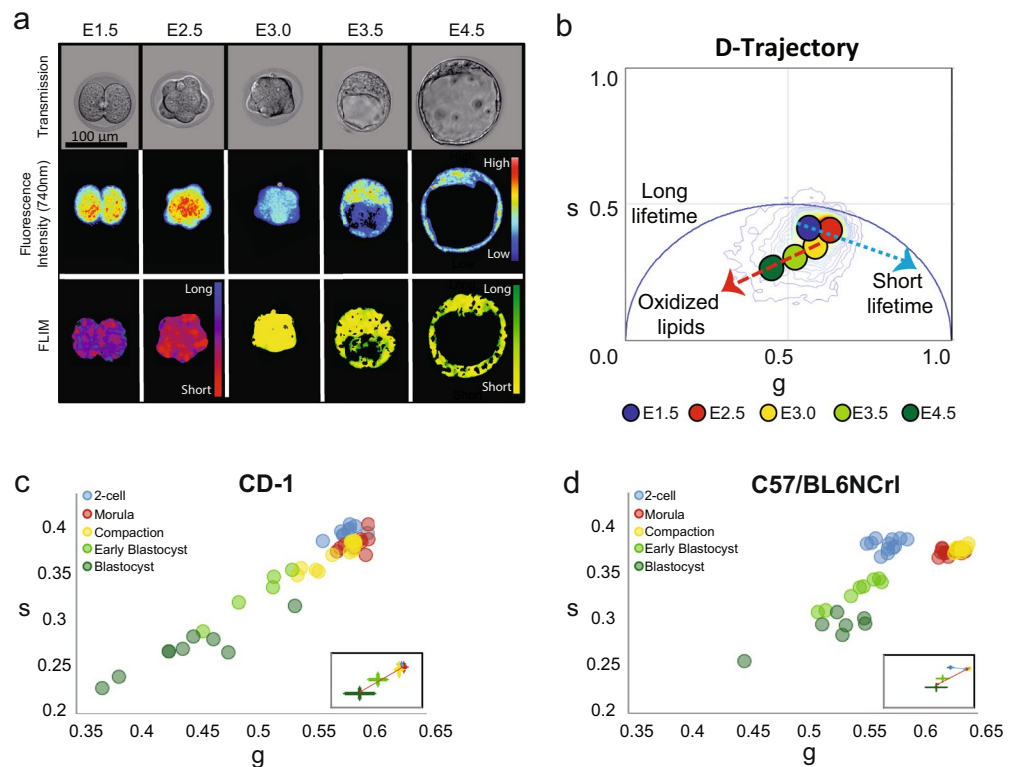 a
E1.5 E2.5 E3.0 E3.5 E4.5
Transmission
100 µm
Fluorescence
Intensity (740nm)
High
Low
FLIM
Long
Short
Long
Short
b
D-Trajectory
1.0
s
0.5
Long
lifetime
Short
lifetime
Oxidized
lipids
0.0 0.5 1.0
g
E1.5 E2.5 E3.0 E3.5 E4.5
c
CD-1
2-cell
Morula
Compaction
Early Blastocyst
Blastocyst
0.4
0.35
s
0.3
0.25
0.2
0.35 0.4 0.45 0.5 0.55 0.6 0.65
g
d
C57/BL6NCrl
2-cell
Morula
Compaction
Early Blastocyst
Blastocyst
0.4
0.35
s
0.3
0.25
0.2
0.35 0.4 0.45 0.5 0.55 0.6 0.65
g